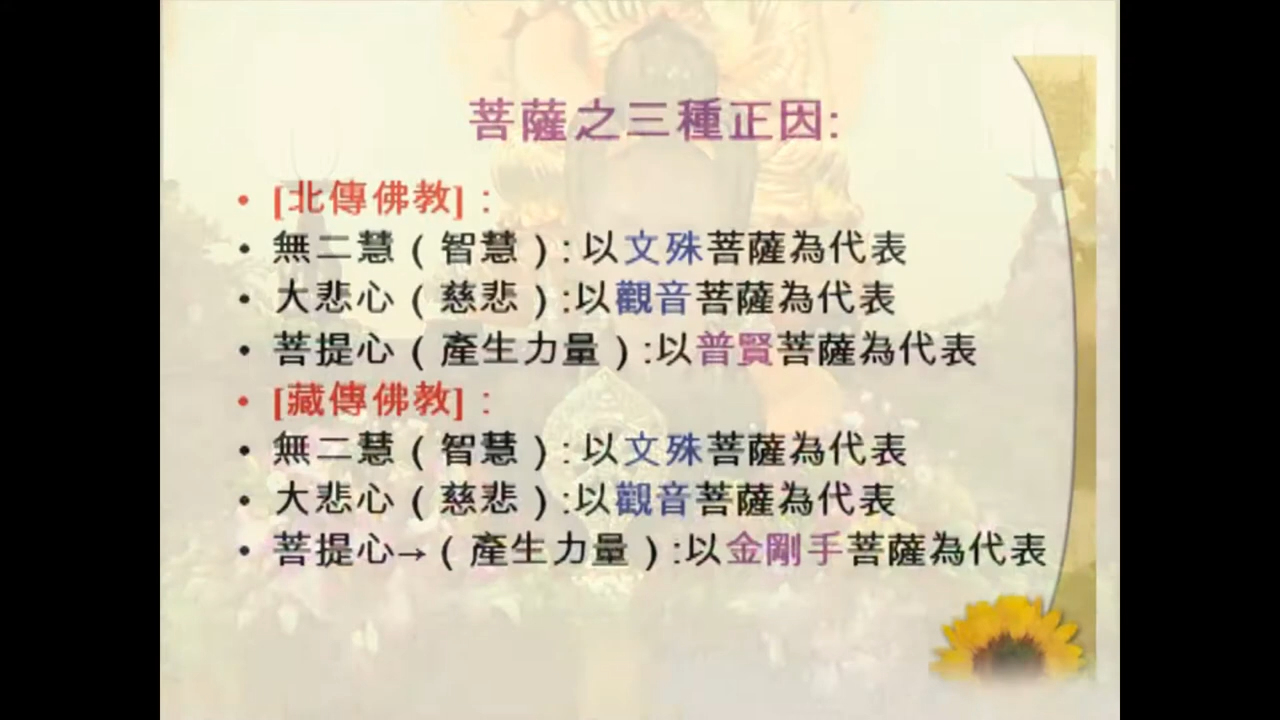 菩薩之三種正因:
• [北傳佛教]：
• 無二慧（智慧）: 以文殊菩薩為代表
• 大悲心（慈悲）:以觀音菩薩為代表
• 菩提心（產生力量）:以普賢菩薩為代表
• [藏傳佛教]：
• 無二慧（智慧）: 以文殊菩薩為代表
• 大悲心（慈悲）:以觀音菩薩為代表
• 菩提心→（產生力量）:以金剛手菩薩為代表